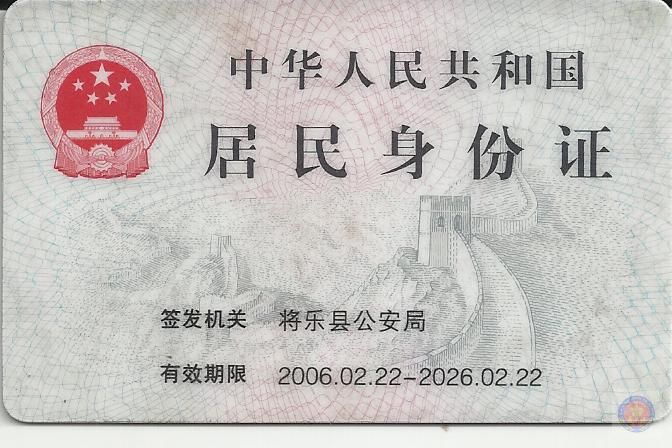 中华人民共和国
居民身份证
签发机关 将乐县公安局
有效期限 2006.02.22-2026.02.22